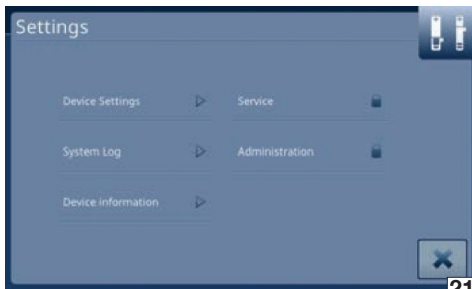 Settings
Device Settings
Service
System Log
Administration
Device information
21